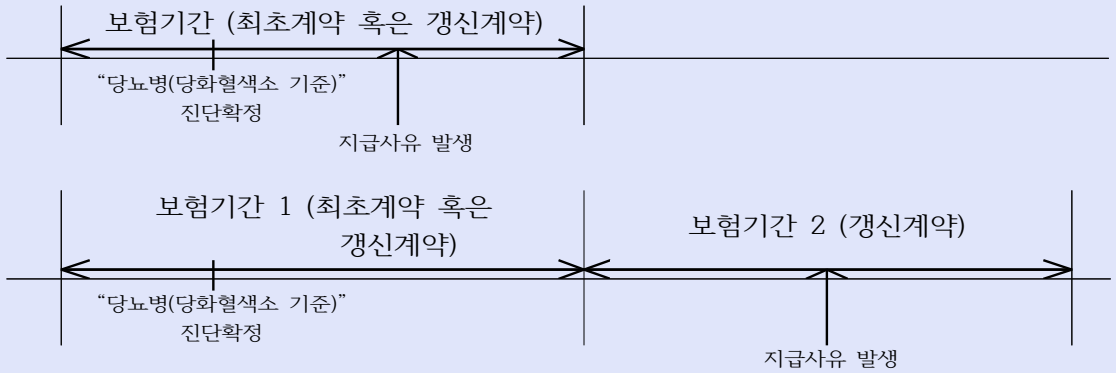 보험기간 (최초계약 혹은 갱신계약)
“당뇨병(당화혈색소 기준)”
진단확정
지급사유 발생
보험기간 1 (최초계약 혹은
갱신계약)
보험기간 2 (갱신계약)
“당뇨병(당화혈색소 기준)”
진단확정
지급사유 발생